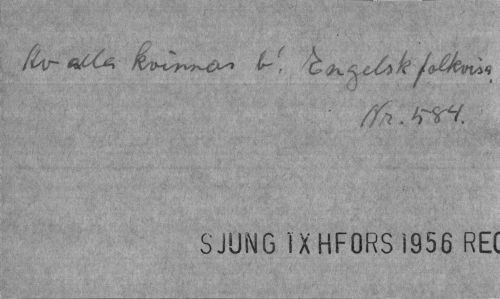 Av alla kvinnor b'. Engelsk folkvisa.
Nr. 584.
SJUNG IX HFORS 1956 REC